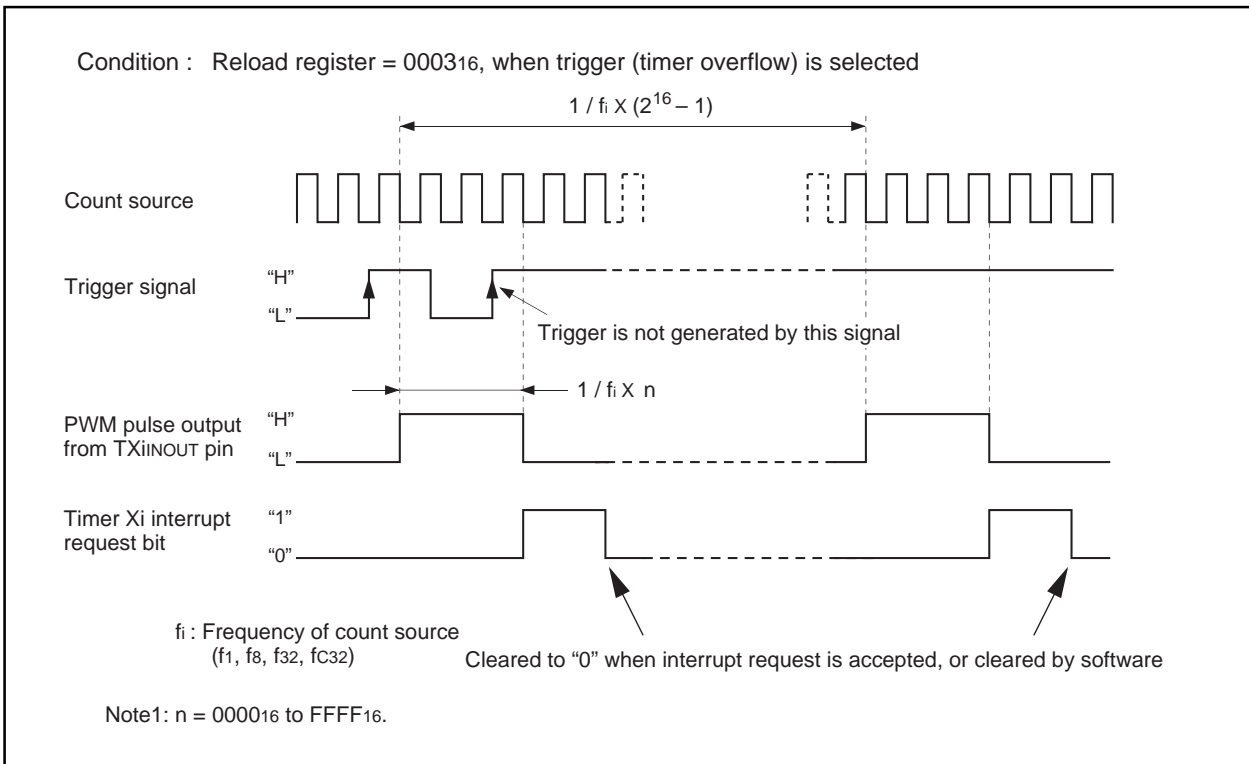 Condition : Reload register = 000316, when trigger (timer overflow) is selected
1 / fi X (2^16 – 1)
Count source
Trigger signal
“H”
“L”
Trigger is not generated by this signal
1 / fi X n
PWM pulse output
from TXiINOUT pin
“H”
“L”
Timer Xi interrupt
request bit
“1”
“0”
fi : Frequency of count source
(f1, f8, f32, fC32)
Cleared to “0” when interrupt request is accepted, or cleared by software
Note1: n = 000016 to FFFF16.